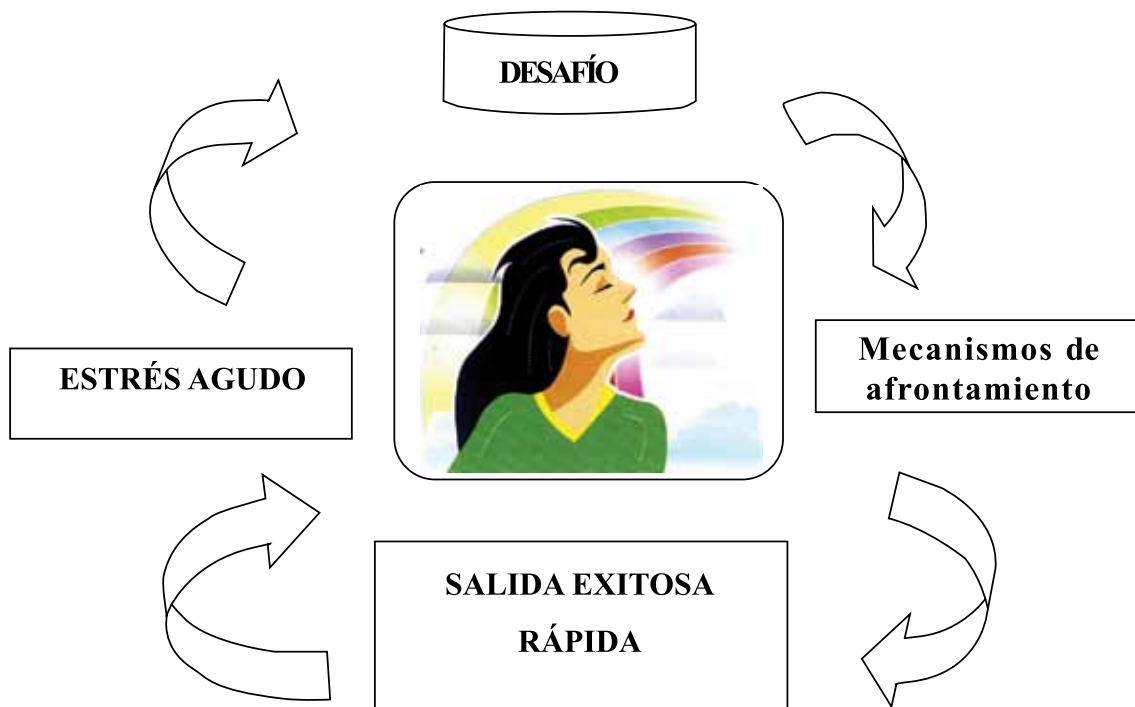 DESAFÍO
ESTRÉS AGUDO
Mecanismos de
afrontamiento
SALIDA EXITOSA
RÁPIDA